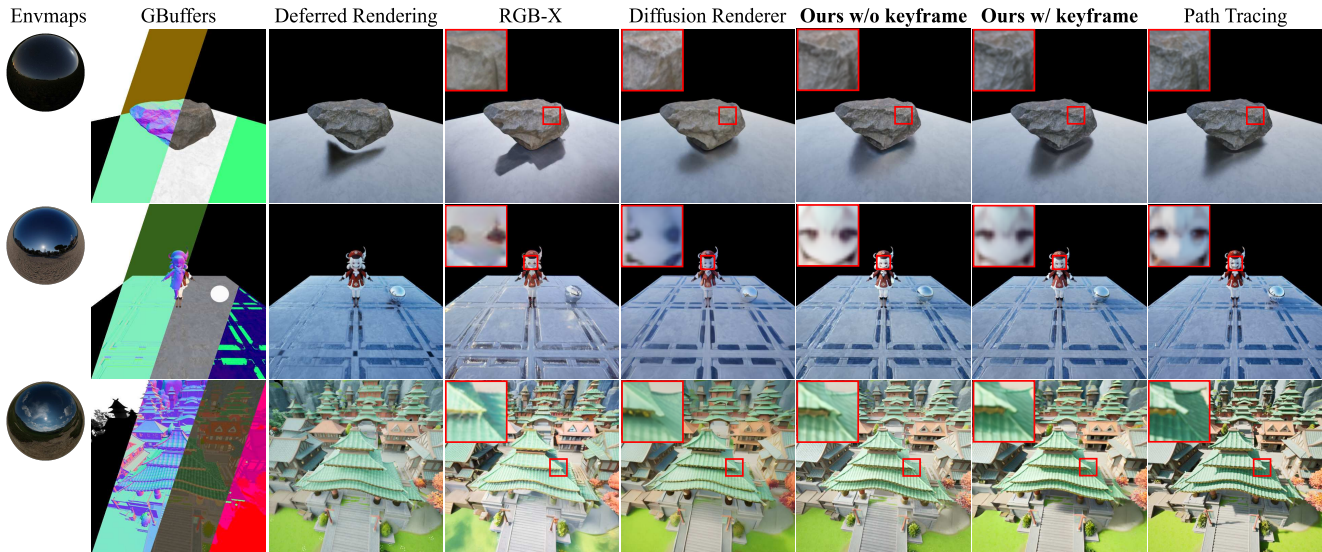 Envmaps GBuffers Deferred Rendering RGB-X Diffusion Renderer Ours w/o keyframe Ours w/ keyframe Path Tracing